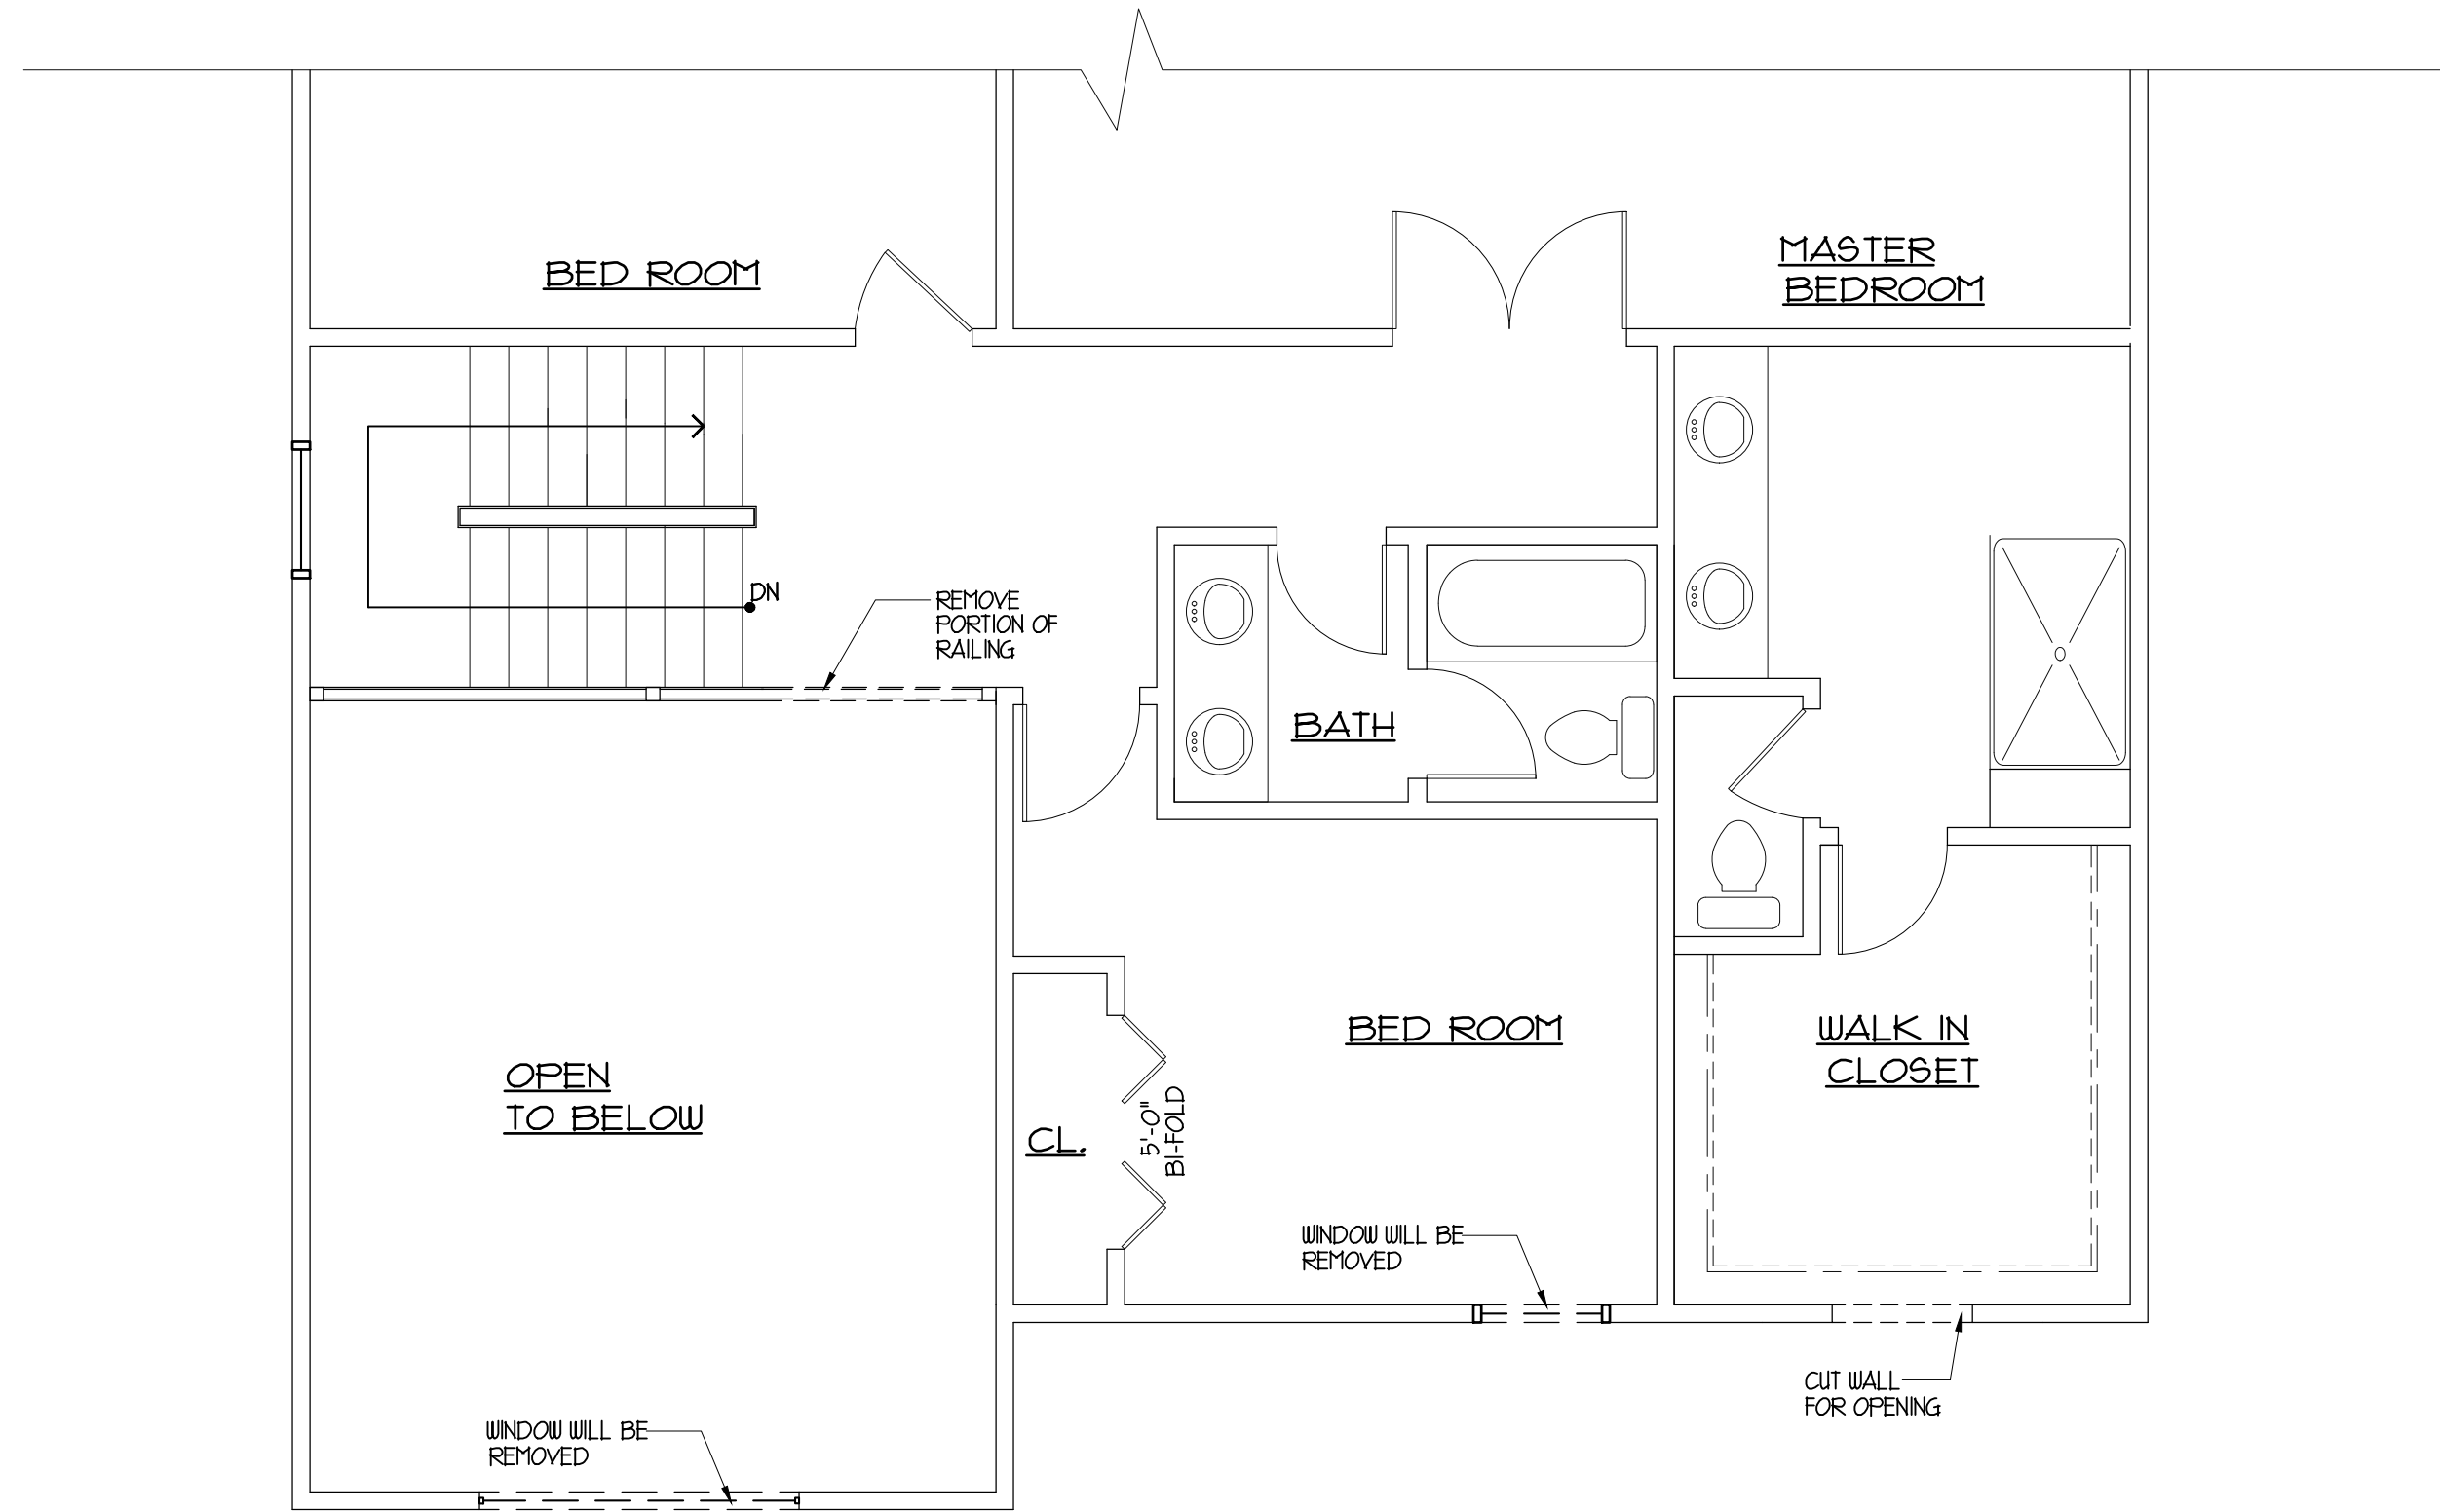 MASTER
BEDROOM
BED ROOM
DN
REMOVE
PORTION OF
RAILING
BATH
OPEN
TO BELOW
CL.
5'-0"
BI-FOLD
BED ROOM
WALK IN
CLOSET
WINDOW WILL BE
REMOVED
CUT WALL
FOR OPENING
WINDOW WILL BE
REMOVED